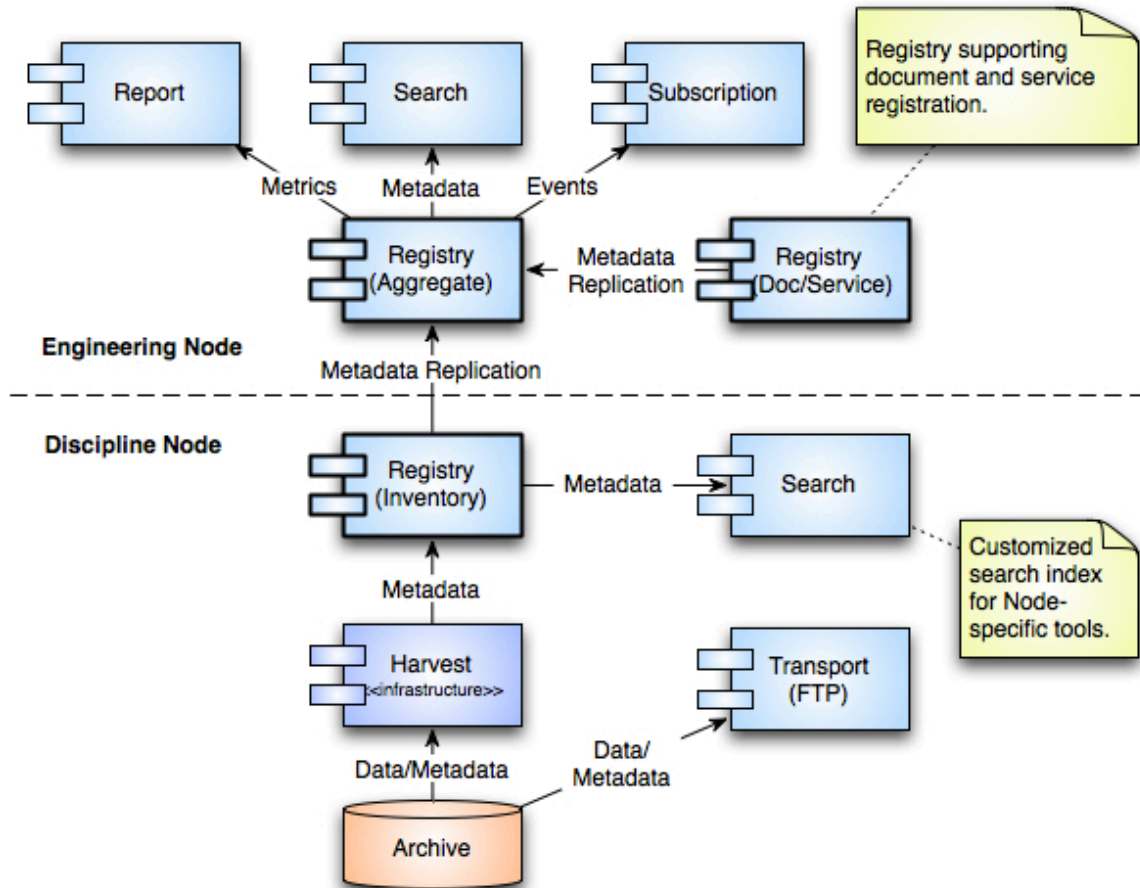 Report
Search
Subscription
Registry supporting
document and service
registration.
Metrics
Metadata
Events
Registry
(Aggregate)
Metadata
Replication
Registry
(Doc/Service)
Engineering Node
Metadata Replication
Discipline Node
Registry
(Inventory)
Metadata
Search
Customized
search index
for Node-
specific tools.
Metadata
Harvest
<<infrastructure>>
Transport
(FTP)
Data/Metadata
Data/
Metadata
Archive